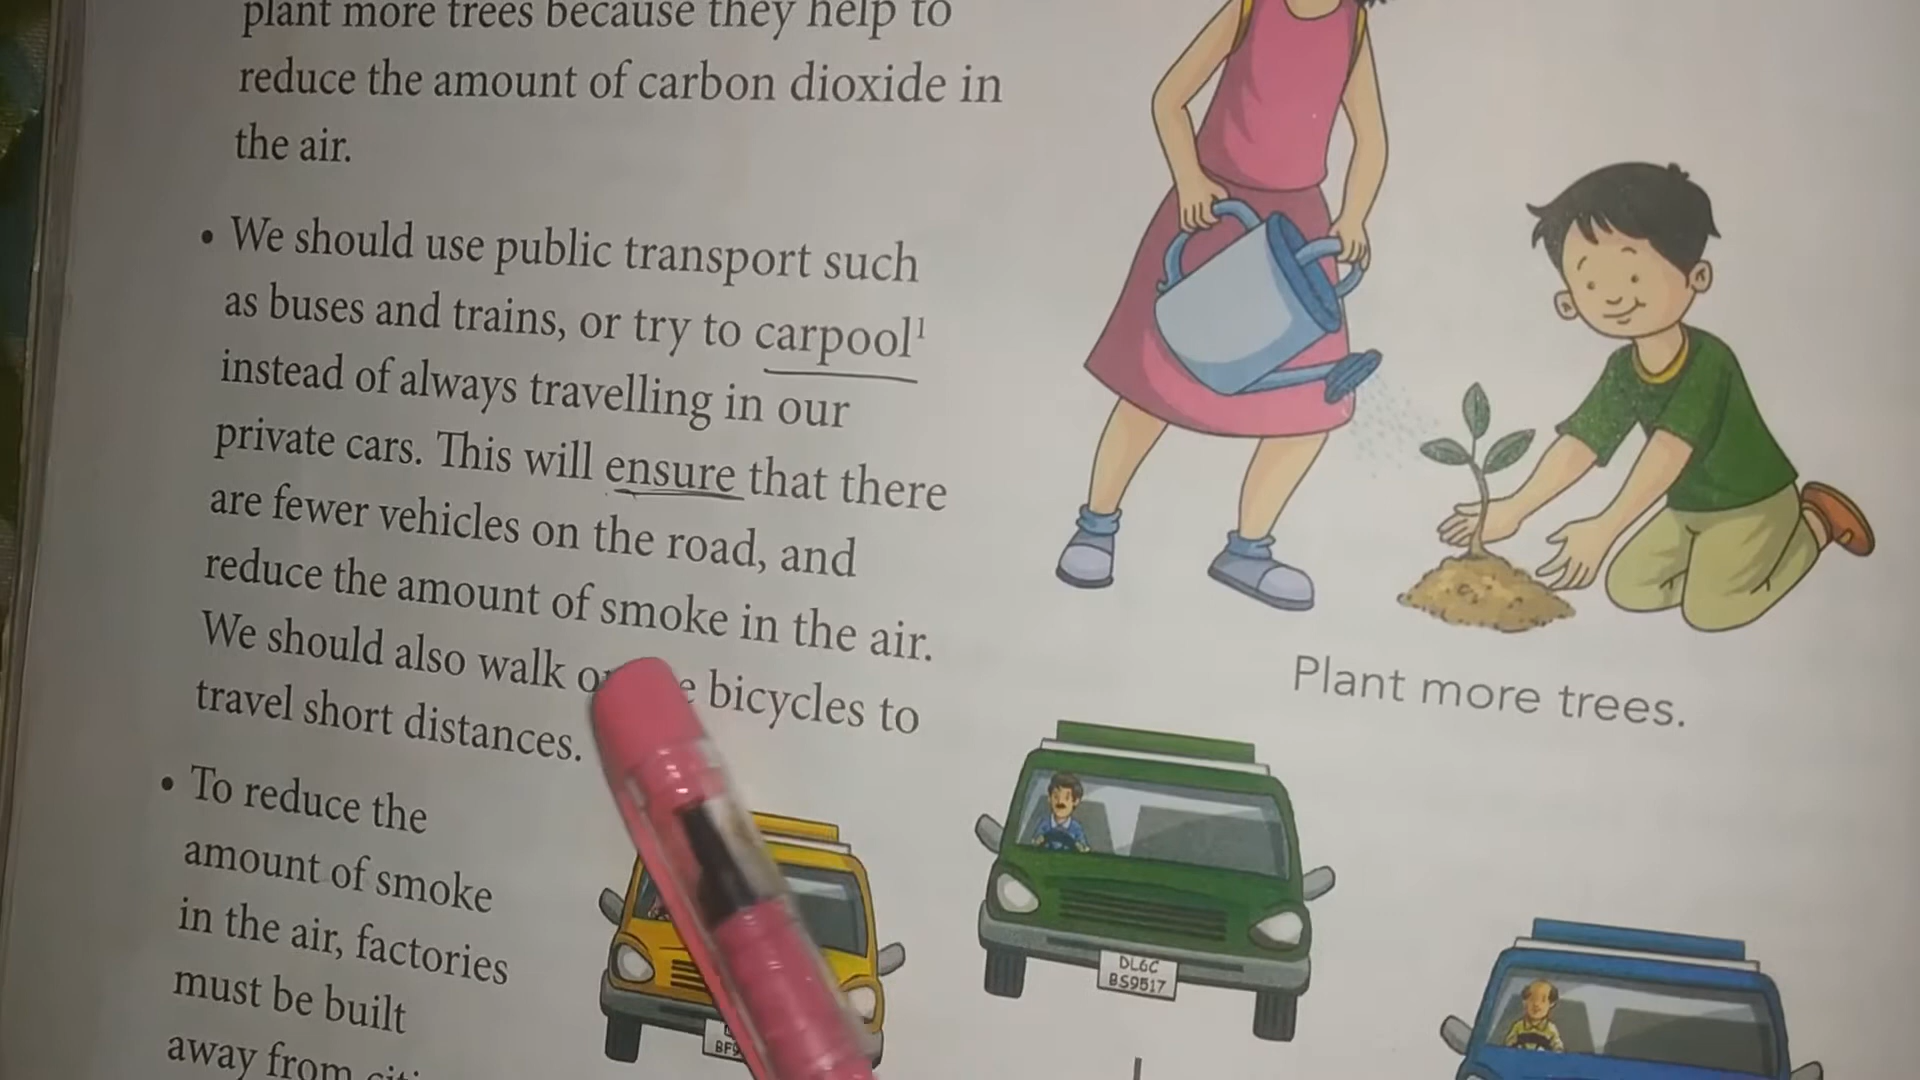 plant more trees because they help to
reduce the amount of carbon dioxide in
the air.
• We should use public transport such
as buses and trains, or try to carpool¹
instead of always travelling in our
private cars. This will ensure that there
are fewer vehicles on the road, and
reduce the amount of smoke in the air.
We should also walk bicycles to
travel short distances.
• To reduce the
amount of smoke
in the air, factories
must be built
away from
Plant more trees.
DL6C
BS9517